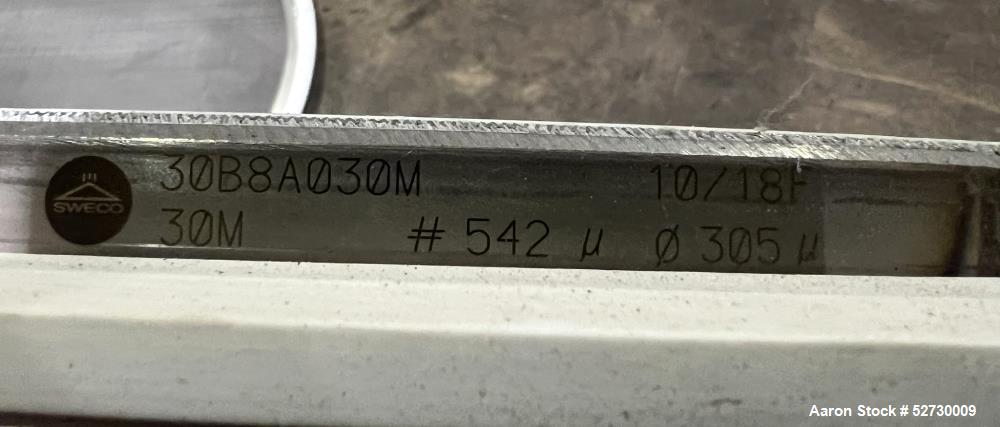 SWECO
30B8A030M 10/18F
30M # 542 µ Ø 305 µ
Aaron Stock # 52730009